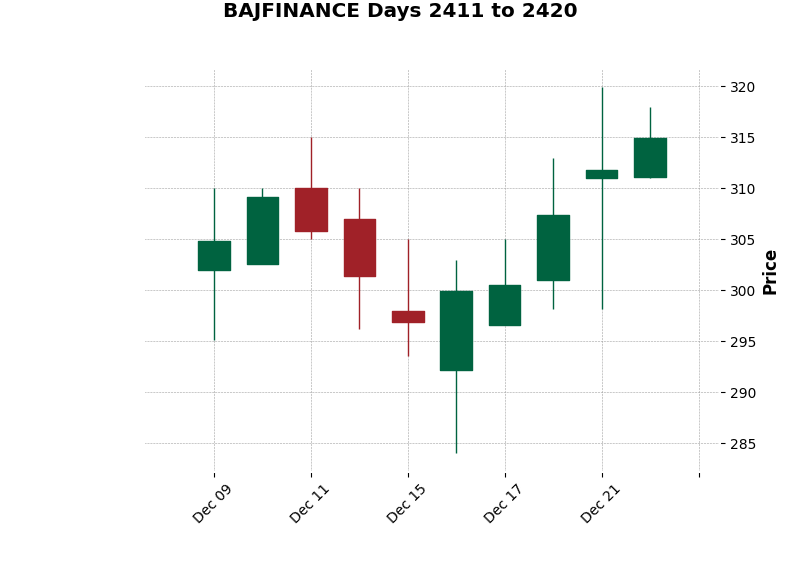 BAJFINANCE Days 2411 to 2420
320
315
310
305
300
295
290
285
Price
Dec 09
Dec 11
Dec 15
Dec 17
Dec 21